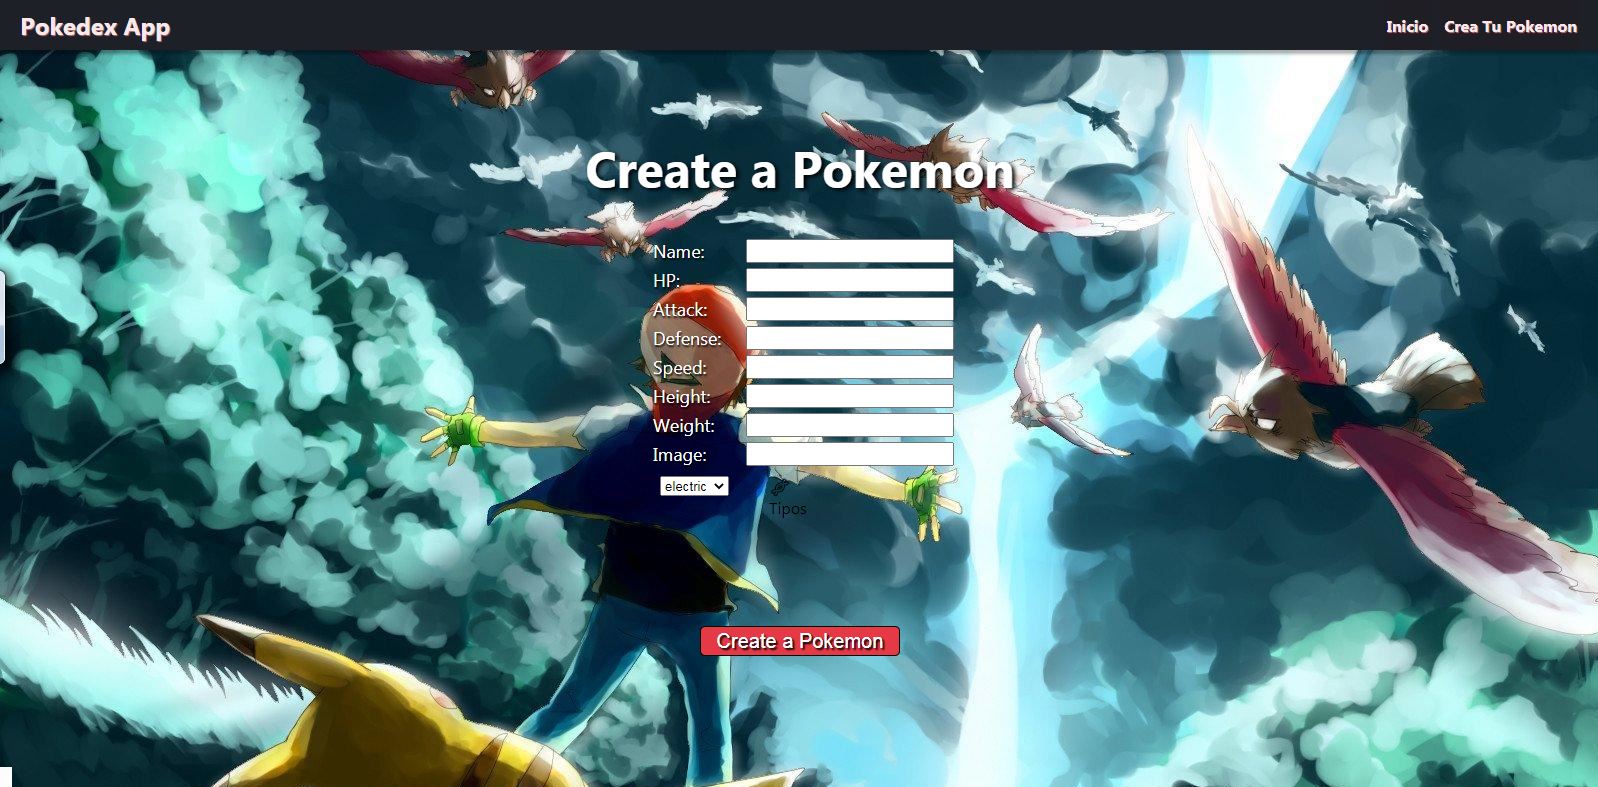 Pokedex App
Inicio Crea Tu Pokemon
Create a Pokemon
Name:
HP:
Attack:
Defense:
Speed:
Height:
Weight:
Image:
electric
Tipos
Create a Pokemon